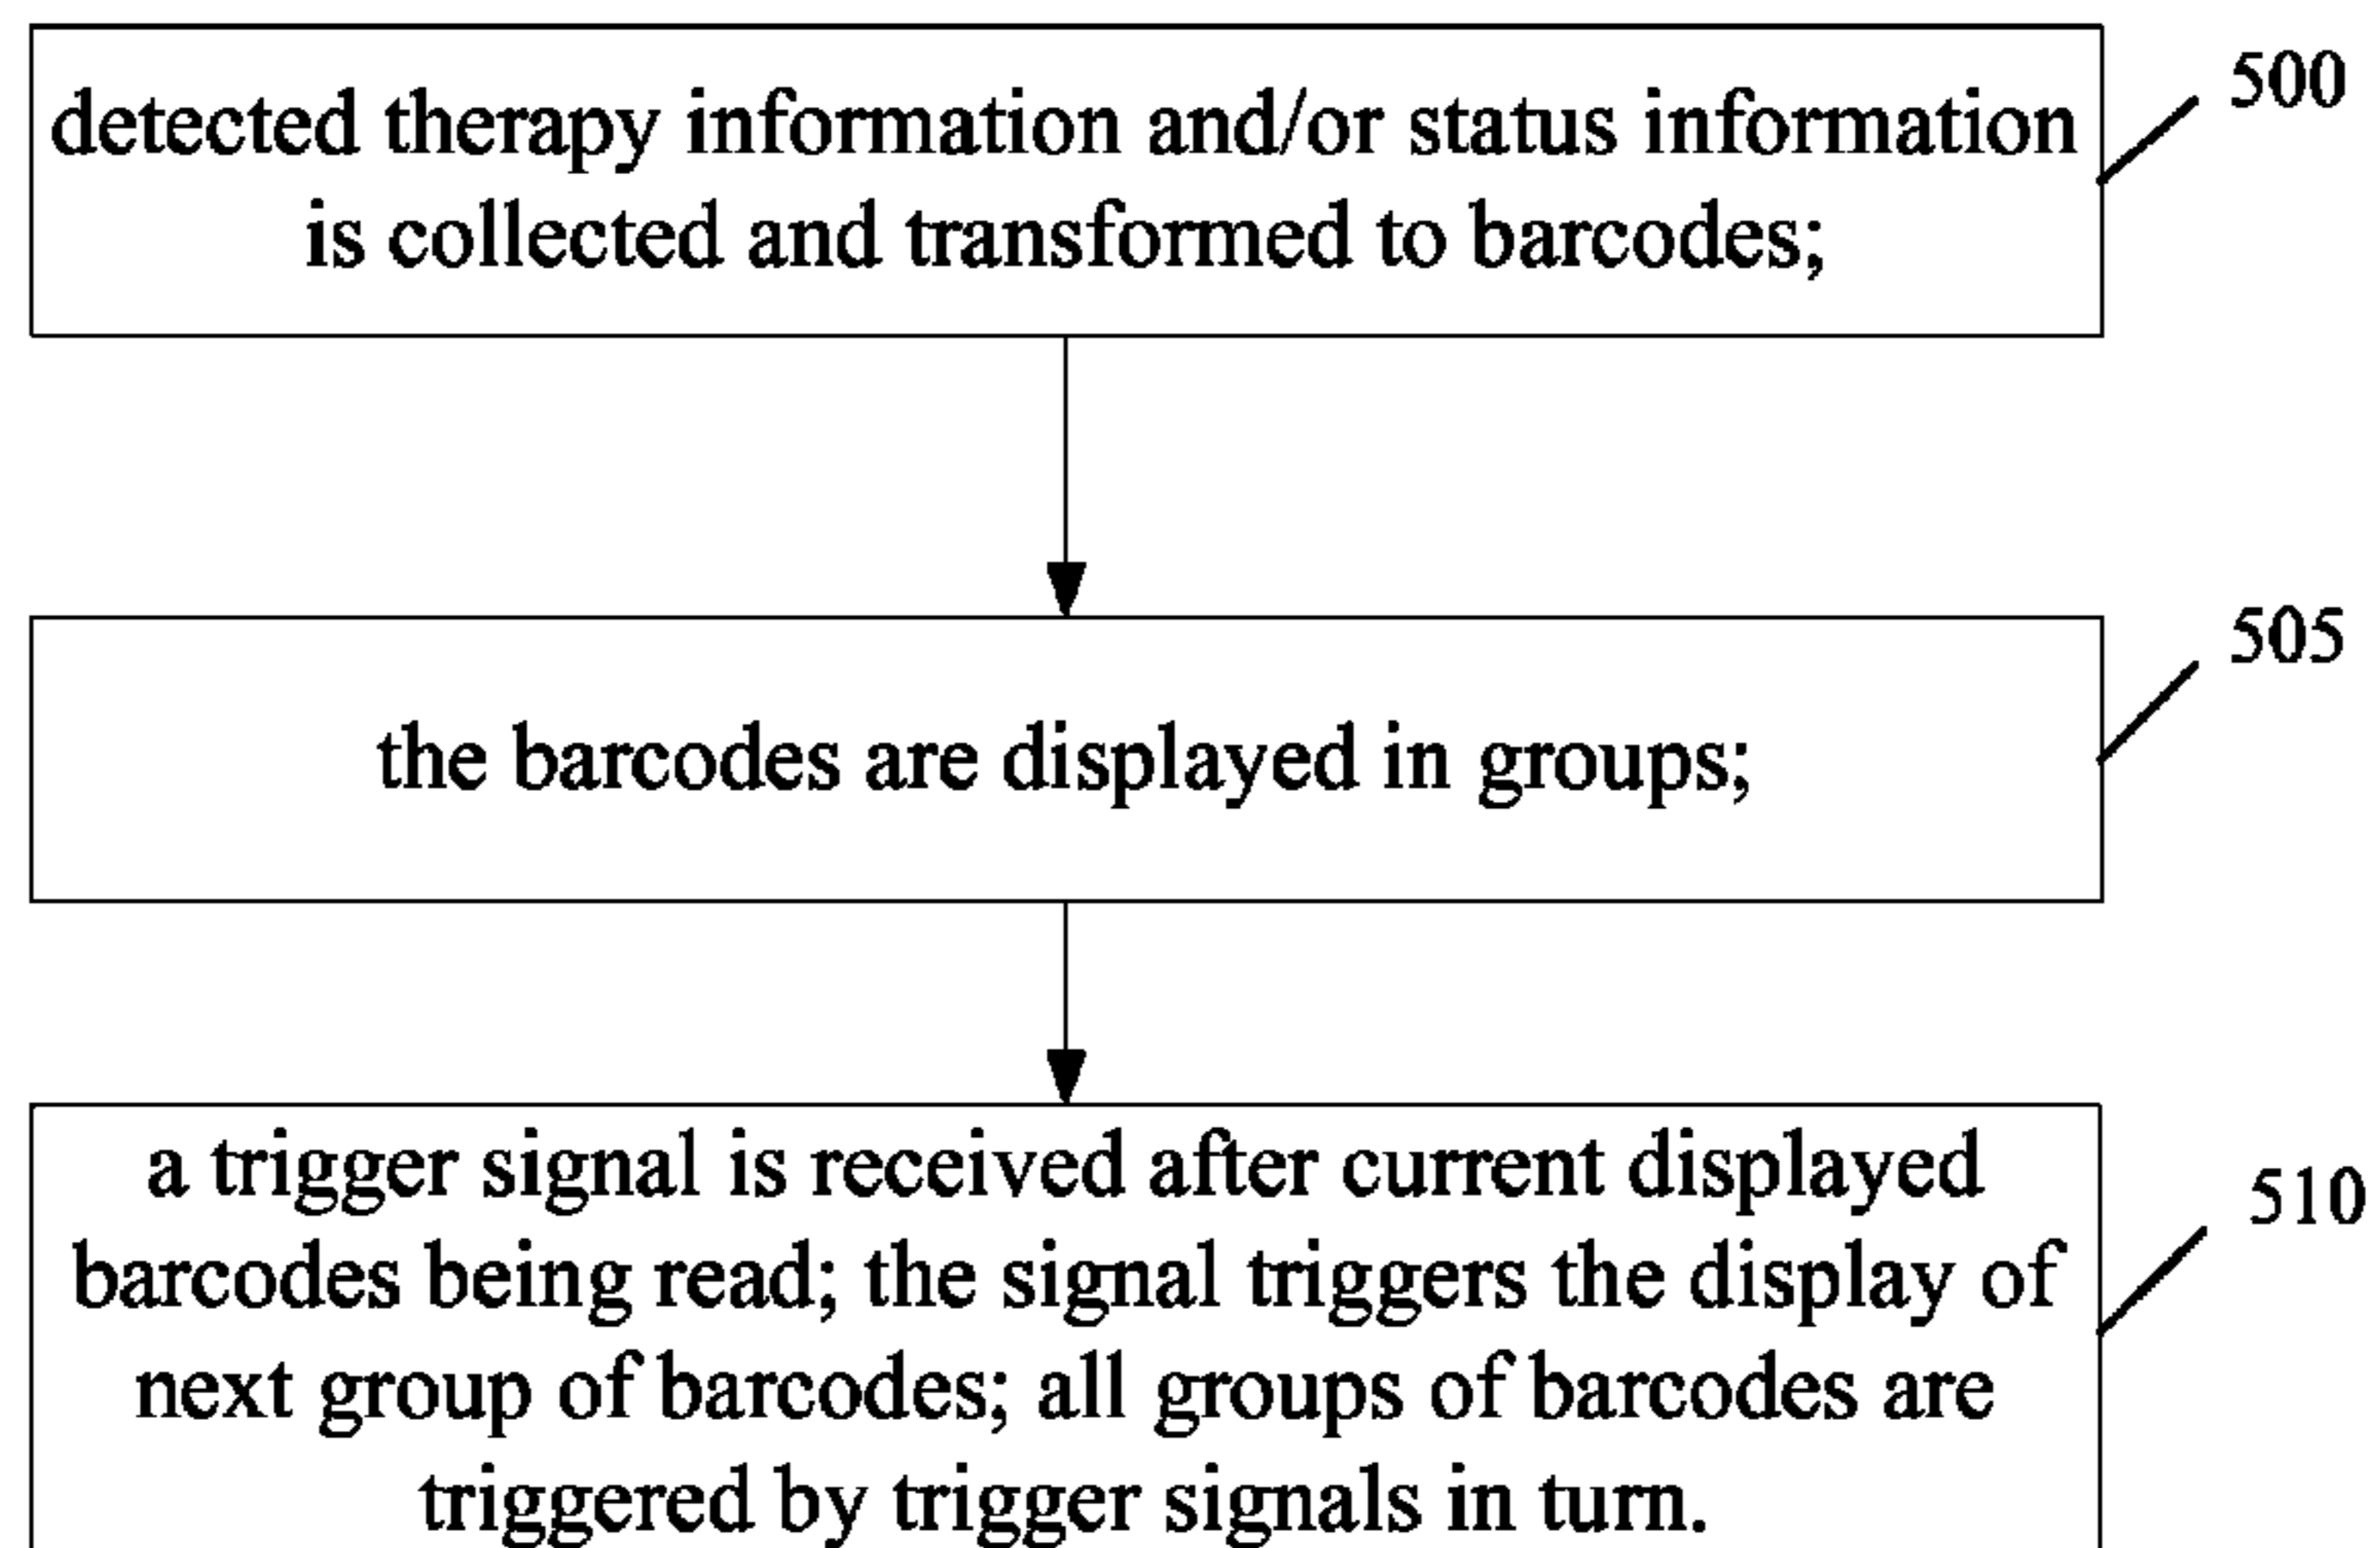 detected therapy information and/or status information
is collected and transformed to barcodes;
500
the barcodes are displayed in groups;
505
a trigger signal is received after current displayed
barcodes being read; the signal triggers the display of
next group of barcodes; all groups of barcodes are
triggered by trigger signals in turn.
510